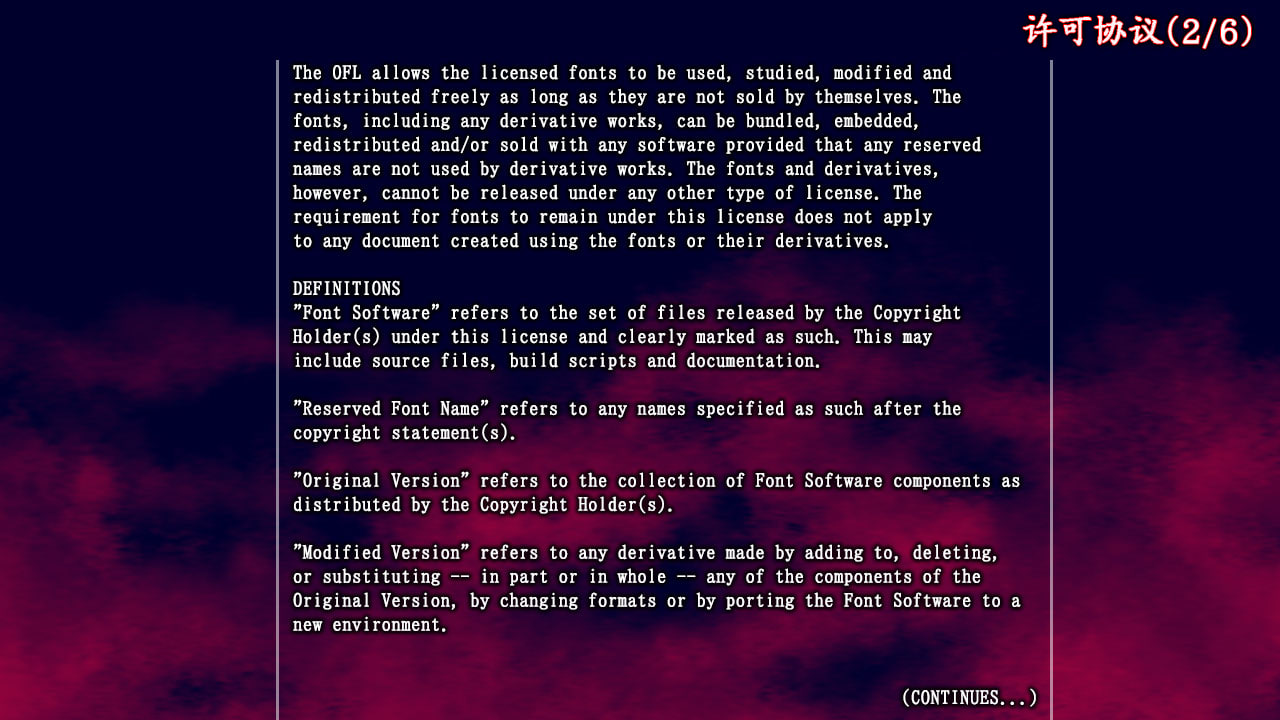 许可协议(2/6)
The OFL allows the licensed fonts to be used, studied, modified and
redistributed freely as long as they are not sold by themselves. The
fonts, including any derivative works, can be bundled, embedded,
redistributed and/or sold with any software provided that any reserved
names are not used by derivative works. The fonts and derivatives,
however, cannot be released under any other type of license. The
requirement for fonts to remain under this license does not apply
to any document created using the fonts or their derivatives.
DEFINITIONS
”Font Software” refers to the set of files released by the Copyright
Holder(s) under this license and clearly marked as such. This may
include source files, build scripts and documentation.
”Reserved Font Name” refers to any names specified as such after the
copyright statement(s).
”Original Version” refers to the collection of Font Software components as
distributed by the Copyright Holder(s).
”Modified Version” refers to any derivative made by adding to, deleting,
or substituting -- in part or in whole -- any of the components of the
Original Version, by changing formats or by porting the Font Software to a
new environment.
(CONTINUES...)